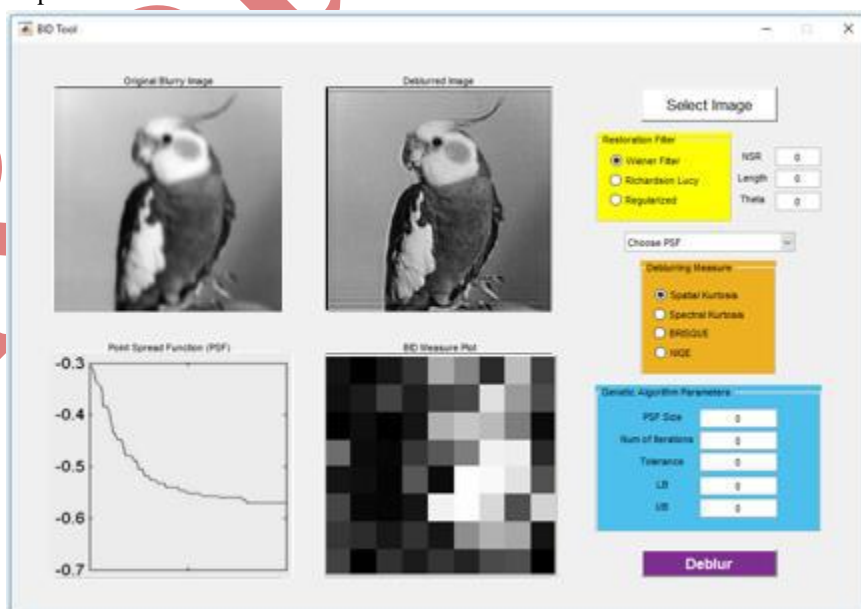 BID Tool
Original Blurry Image
Deblurred Image
Select Image
Restoration Filter
Weiner Filter
Richardson Lucy
Regularized
NSR 0
Length 0
Theta 0
Choose PSF
Deblurring Measure
Spatial Kurtosis
Spectral Kurtosis
BRISQUE
NIQE
Point Spread Function (PSF)
-0.3
-0.4
-0.5
-0.6
-0.7
BID Measure Plot
Genetic Algorithm Parameters
PSF Size 0
Num of Iterations 0
Tolerance 0
LB 0
UB 0
Deblur